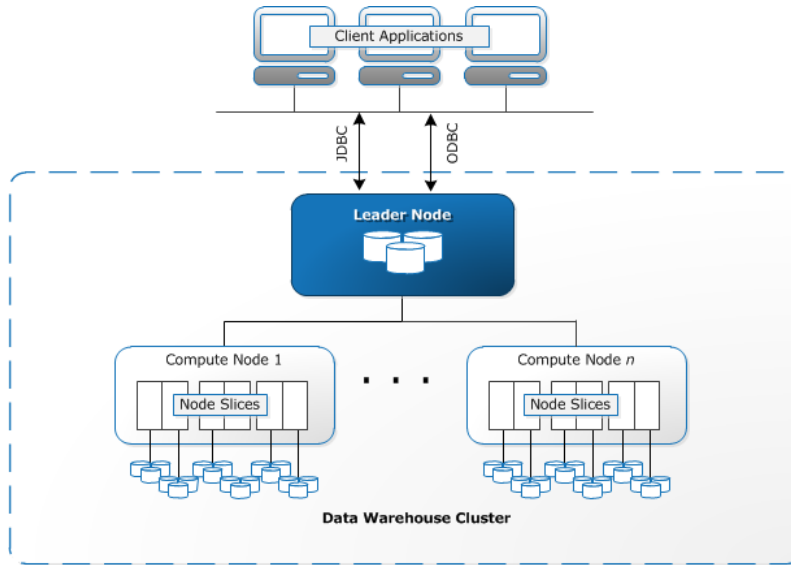 Client Applications
JDBC
ODBC
Leader Node
Compute Node 1
Compute Node n
. . .
Node Slices
Node Slices
Data Warehouse Cluster